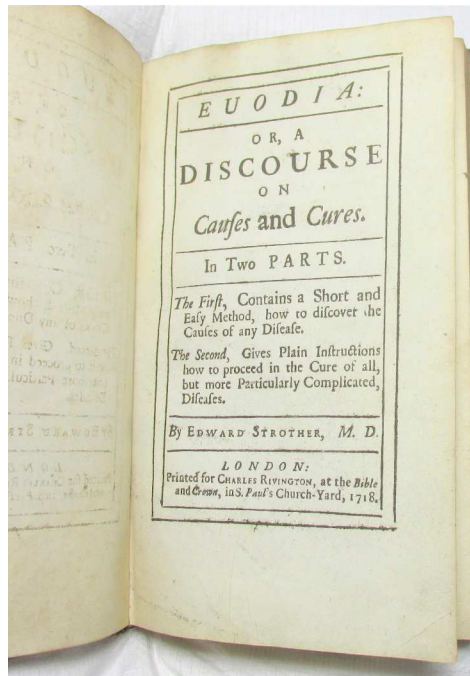 EUODIA:
OR, A
DISCOURSE
ON
Cauſes and Cures.
In Two PARTS.
The Firſt, Contains a Short and
Eaſy Method, how to diſcover the
Cauſes of any Diſeaſe.
The Second, Gives Plain Inſtructions
how to proceed in the Cure of all,
but more Particularly Complicated,
Diſeaſes.
By EDWARD STROTHER, M. D.
LONDON:
Printed for CHARLES RIVINGTON, at the Bible
and Crown, in S. Paul's Church-Yard, 1718.